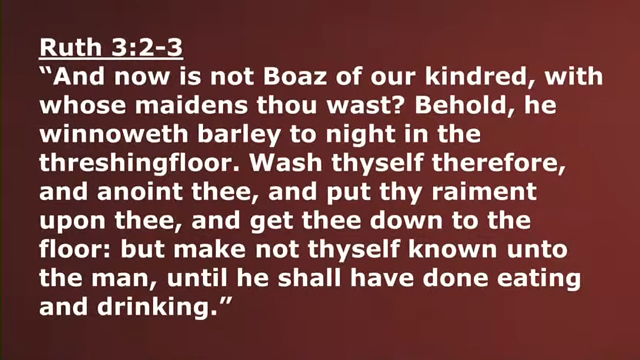 Ruth 3:2-3
“And now is not Boaz of our kindred, with
whose maidens thou wast? Behold, he
winnoweth barley to night in the
threshingfloor. Wash thyself therefore,
and anoint thee, and put thy raiment
upon thee, and get thee down to the
floor: but make not thyself known unto
the man, until he shall have done eating
and drinking.”